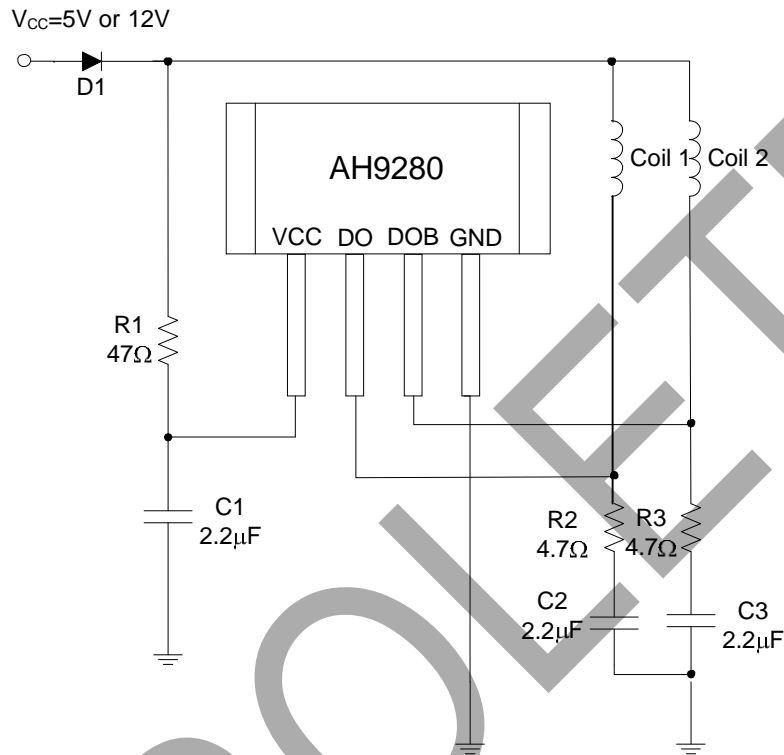 VCC=5V or 12V
D1
AH9280
Coil 1 Coil 2
VCC DO DOB GND
R1
47Ω
C1
2.2μF
R2 R3
4.7Ω 4.7Ω
C2 C3
2.2μF 2.2μF